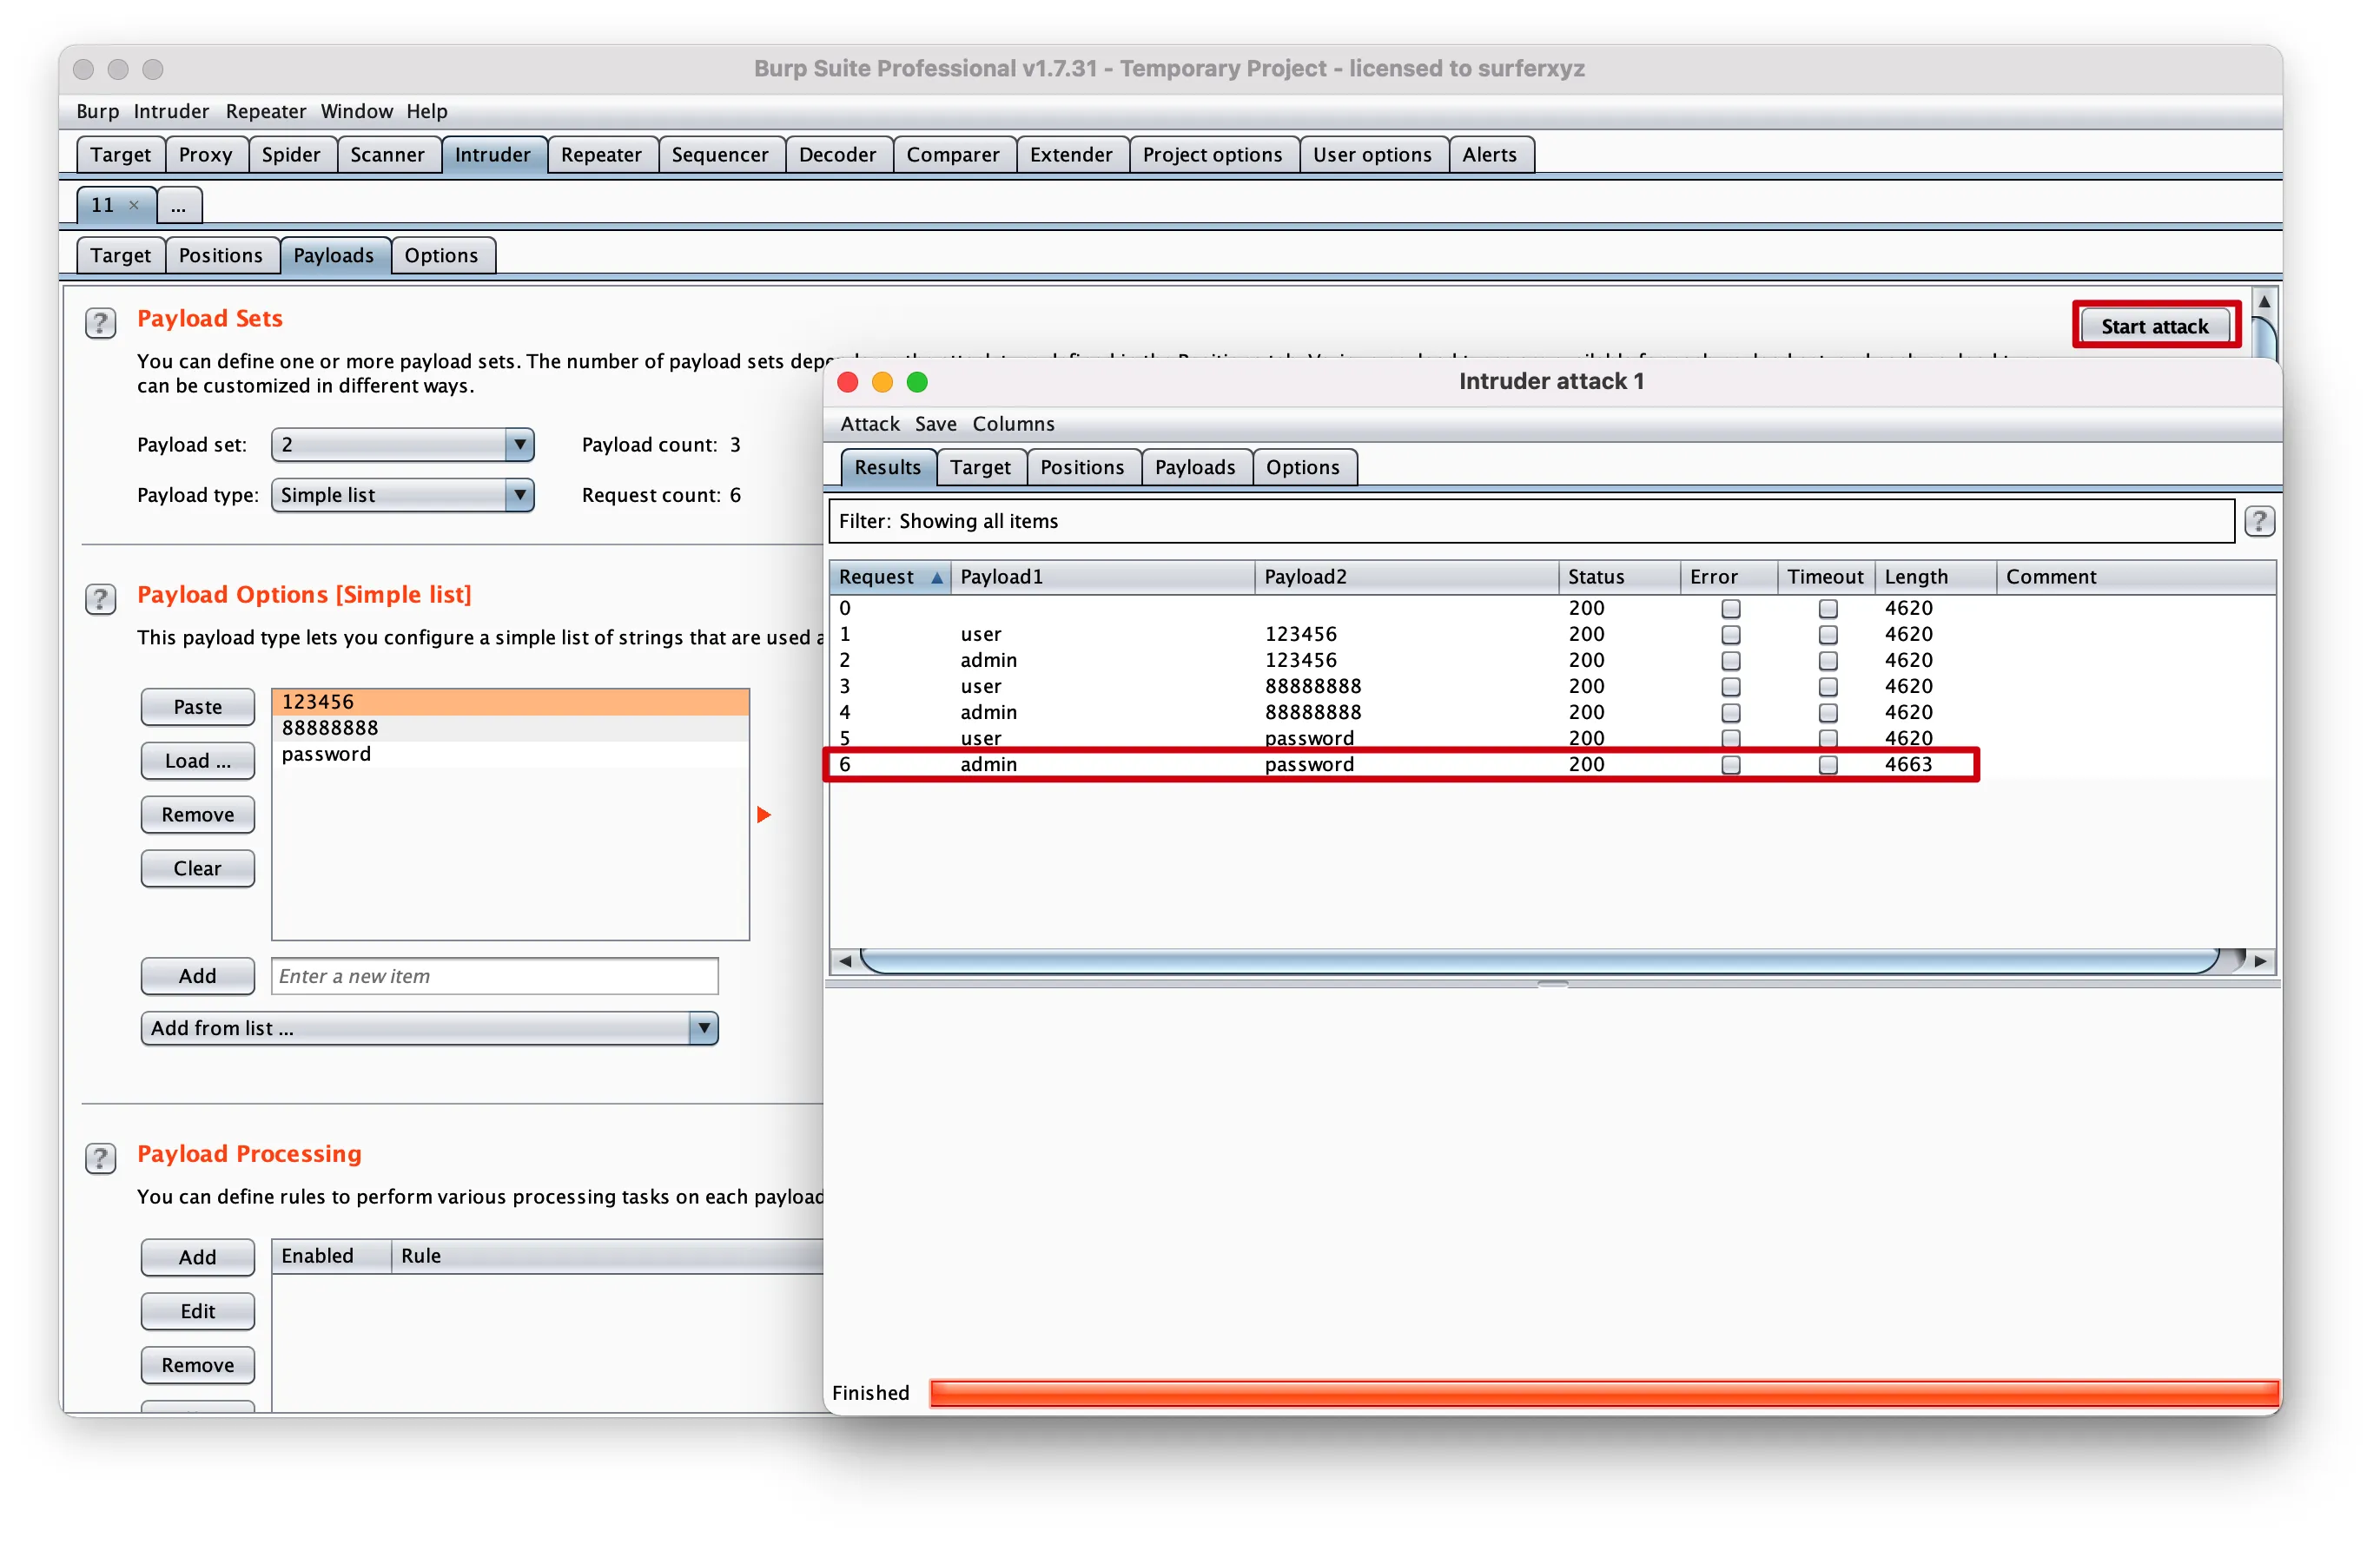 Burp Suite Professional v1.7.31 - Temporary Project - licensed to surferxyz
Burp Intruder Repeater Window Help
Target Proxy Spider Scanner Intruder Repeater Sequencer Decoder Comparer Extender Project options User options Alerts
11 × ...
Target Positions Payloads Options
? Payload Sets
Start attack
You can define one or more payload sets. The number of payload sets
can be customized in different ways.
Payload set: 2 Payload count: 3
Payload type: Simple list Request count: 6
? Payload Options [Simple list]
This payload type lets you configure a simple list of strings that are used
Paste
Load ...
Remove
Clear
123456
88888888
password
Add Enter a new item
Add from list ...
? Payload Processing
You can define rules to perform various processing tasks on each payload
Add
Edit
Remove
Enabled Rule
Intruder attack 1
Attack Save Columns
Results Target Positions Payloads Options
Filter: Showing all items ?
Request Payload1 Payload2 Status Error Timeout Length Comment
0 200 4620
1 user 123456 200 4620
2 admin 123456 200 4620
3 user 88888888 200 4620
4 admin 88888888 200 4620
5 user password 200 4620
6 admin password 200 4663
Finished